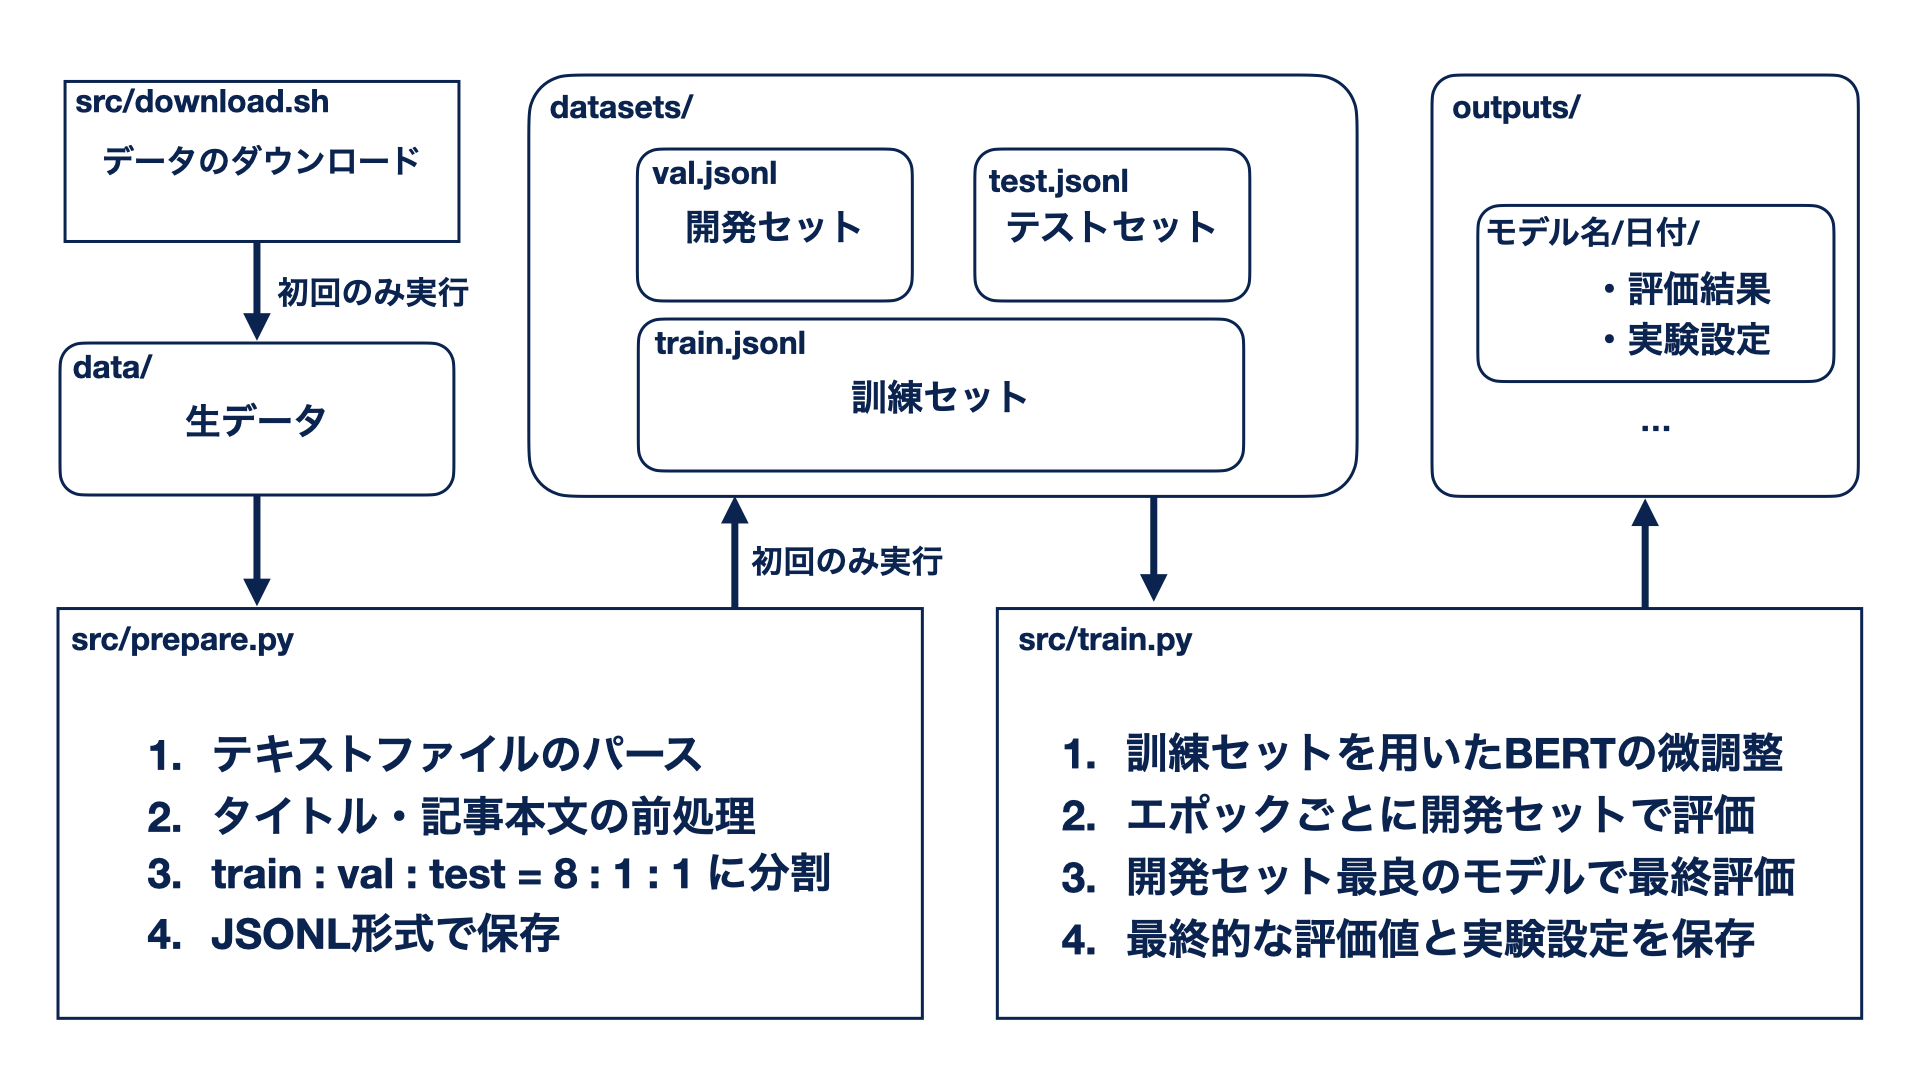 src/download.sh
データのダウンロード
初回のみ実行
data/
生データ
datasets/
val.jsonl
開発セット
test.jsonl
テストセット
train.jsonl
訓練セット
outputs/
モデル名/日付/
・評価結果
・実験設定
...
初回のみ実行
src/prepare.py
1. テキストファイルのパース
2. タイトル・記事本文の前処理
3. train : val : test = 8 : 1 : 1 に分割
4. JSONL形式で保存
src/train.py
1. 訓練セットを用いたBERTの微調整
2. エポックごとに開発セットで評価
3. 開発セット最良のモデルで最終評価
4. 最終的な評価値と実験設定を保存